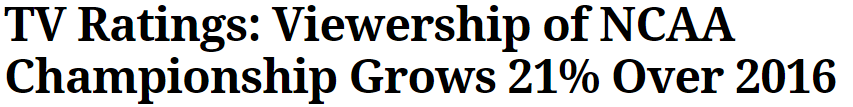 TV Ratings: Viewership of NCAA
Championship Grows 21% Over 2016